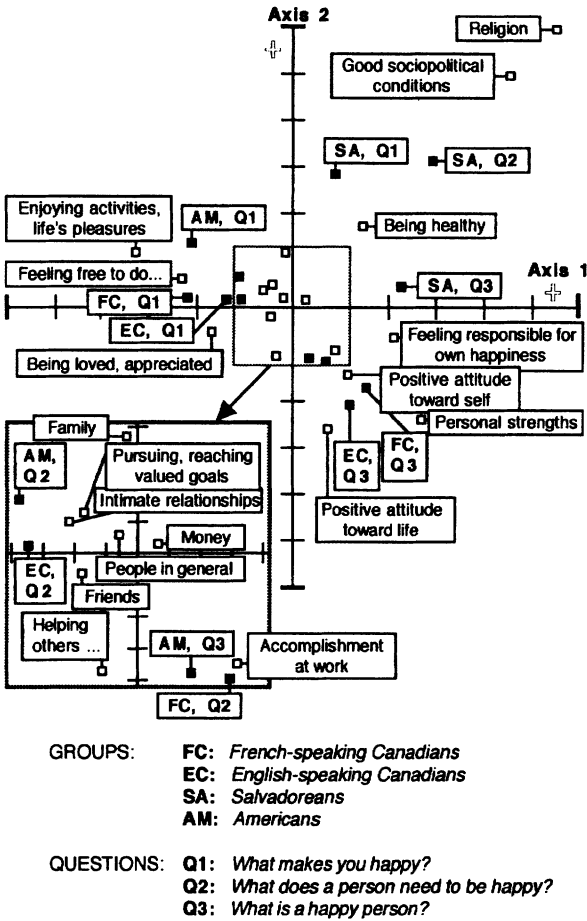 Axis 2
Religion
Good sociopolitical
conditions
SA, Q1
SA, Q2
Enjoying activities,
life's pleasures
AM, Q1
Being healthy
Feeling free to do...
Axis 1
SA, Q3
FC, Q1
EC, Q1
Feeling responsible for
own happiness
Being loved, appreciated
Positive attitude
toward self
Personal strengths
Family
AM,
Q2
Pursuing, reaching
valued goals
EC,
Q3
FC,
Q3
Intimate relationships
Positive attitude
toward life
Money
EC,
Q2
People in general
Friends
Helping
others ...
AM, Q3
Accomplishment
at work
FC, Q2
GROUPS: FC: French-speaking Canadians
EC: English-speaking Canadians
SA: Salvadoreans
AM: Americans
QUESTIONS: Q1: What makes you happy?
Q2: What does a person need to be happy?
Q3: What is a happy person?